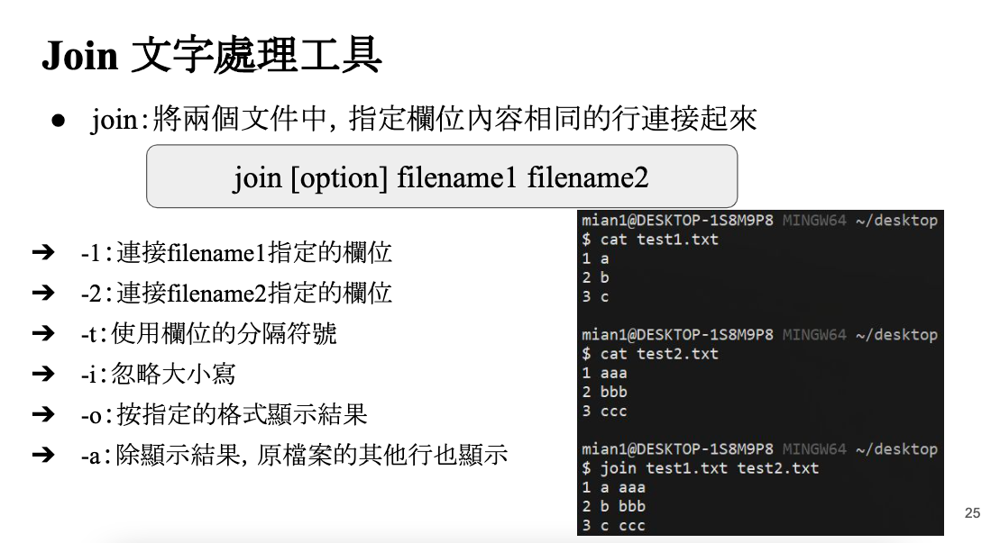 Join 文字處理工具
● join：將兩個文件中，指定欄位內容相同的行連接起來
join [option] filename1 filename2
➔ -1：連接filename1指定的欄位
➔ -2：連接filename2指定的欄位
➔ -t：使用欄位的分隔符號
➔ -i：忽略大小寫
➔ -o：按指定的格式顯示結果
➔ -a：除顯示結果，原檔案的其他行也顯示
mian1@DESKTOP-1S8M9P8 MINGW64 ~/desktop
$ cat test1.txt
1 a
2 b
3 c
mian1@DESKTOP-1S8M9P8 MINGW64 ~/desktop
$ cat test2.txt
1 aaa
2 bbb
3 ccc
mian1@DESKTOP-1S8M9P8 MINGW64 ~/desktop
$ join test1.txt test2.txt
1 a aaa
2 b bbb
3 c ccc
25